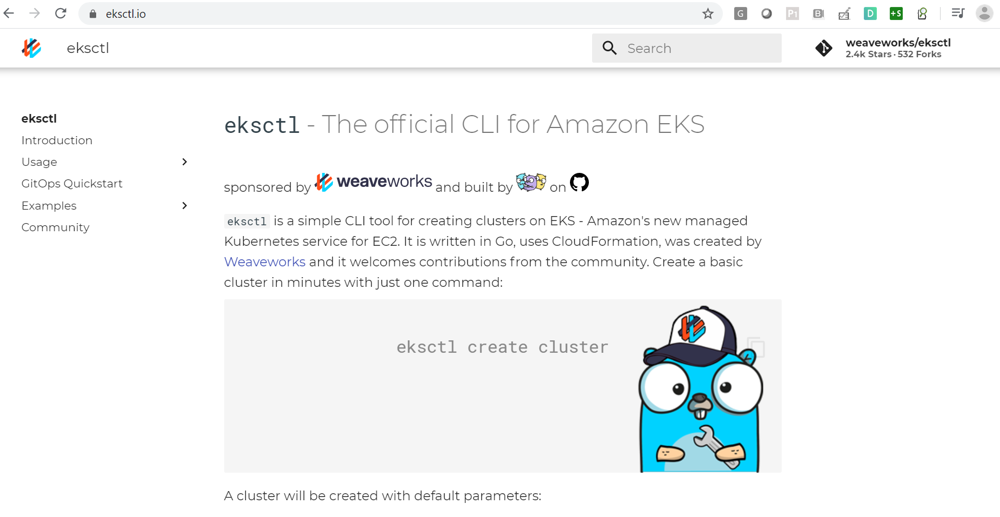 eksctl.io
G
P1
B
D
+S
eksctl
Search
weaveworks/eksctl
2.4k Stars · 532 Forks
eksctl
Introduction
Usage
GitOps Quickstart
Examples
Community
eksctl - The official CLI for Amazon EKS
sponsored by weaveworks and built by on
eksctl is a simple CLI tool for creating clusters on EKS - Amazon's new managed
Kubernetes service for EC2. It is written in Go, uses CloudFormation, was created by
Weaveworks and it welcomes contributions from the community. Create a basic
cluster in minutes with just one command:
eksctl create cluster
A cluster will be created with default parameters: